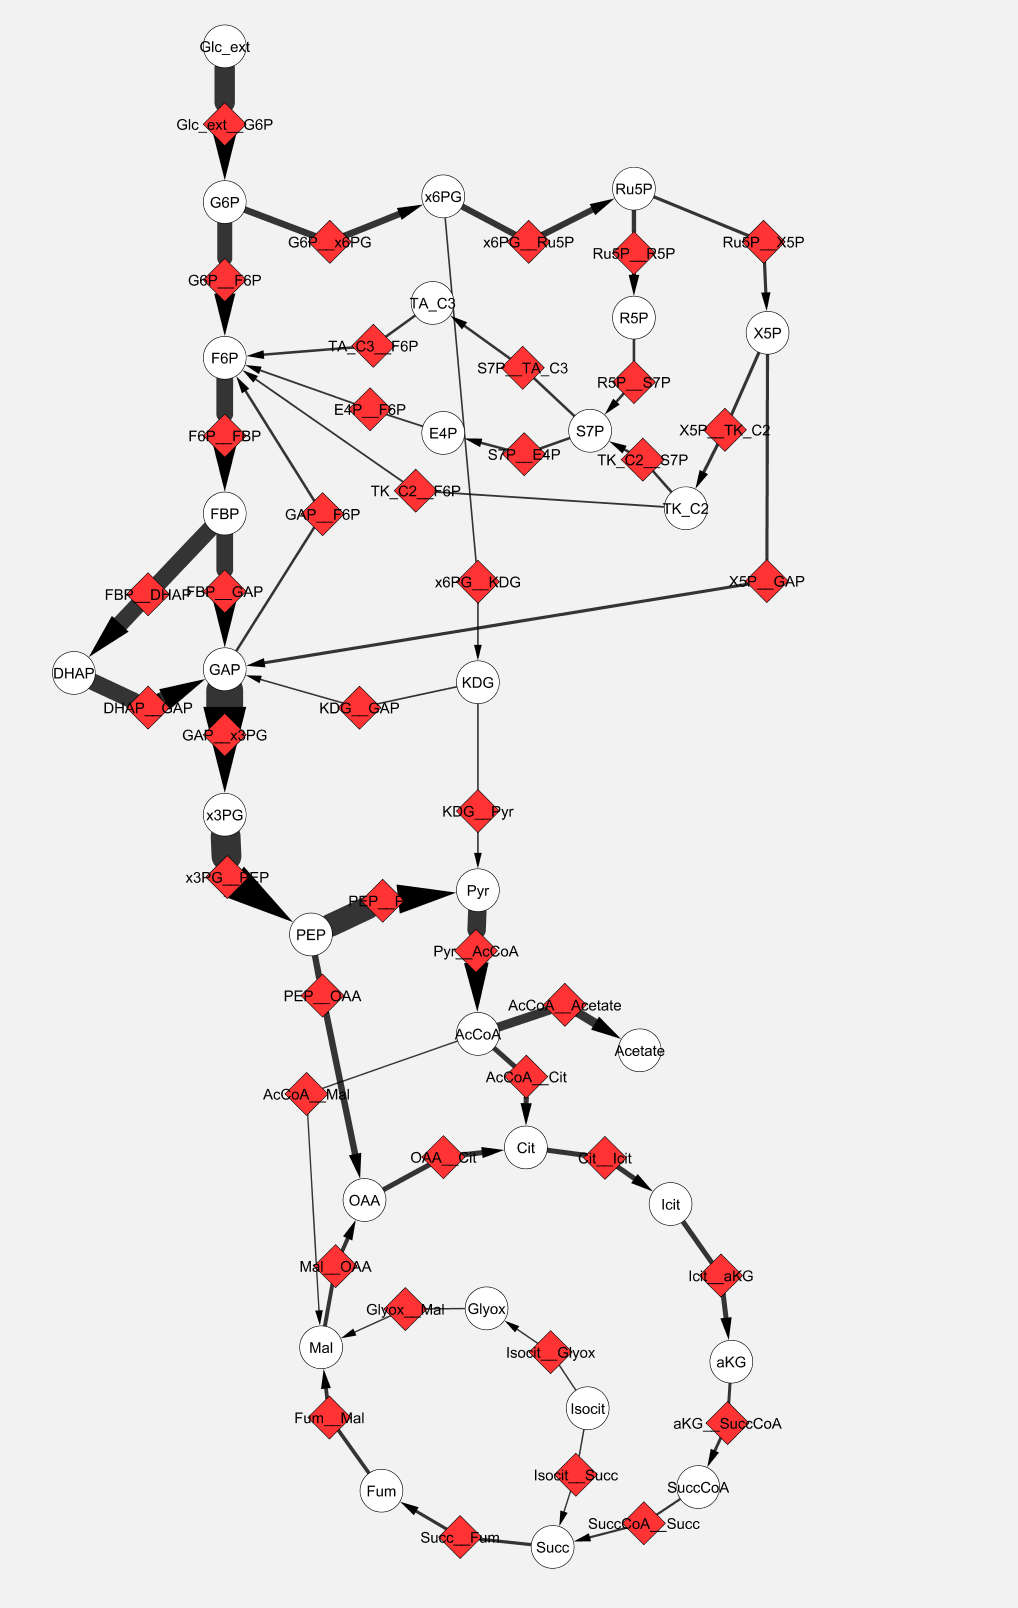 Glc_ext
Glc_ext__G6P
G6P
x6PG
Ru5P
G6P__x6PG
x6PG__Ru5P
Ru5P__R5P
Ru5P__X5P
G6P__F6P
TA_C3
R5P
X5P
TA_C3__F6P
F6P
S7P__TA_C3
R5P__S7P
E4P__F6P
F6P__FBP
E4P
S7P
X5P__TK_C2
S7P__E4P
TK_C2__S7P
TK_C2__F6P
FBP
GAP__F6P
TK_C2
FBP__DHAP
FBP__GAP
x6PG__KDG
X5P__GAP
DHAP
GAP
KDG
DHAP__GAP
KDG__GAP
GAP__x3PG
x3PG
KDG__Pyr
x3PG__PEP
Pyr
PEP
Pyr__AcCoA
PEP__OAA
AcCoA__Acetate
AcCoA
Acetate
AcCoA__Cit
AcCoA__Mal
Cit
OAA__Cit
Cit__Icit
OAA
Icit
Mal__OAA
Icit__aKG
Glyox__Mal
Glyox
Mal
Isocit__Glyox
aKG
Isocit
Fum__Mal
aKG__SuccCoA
Isocit__Succ
Fum
SuccCoA
SuccCoA__Succ
Succ__Fum
Succ